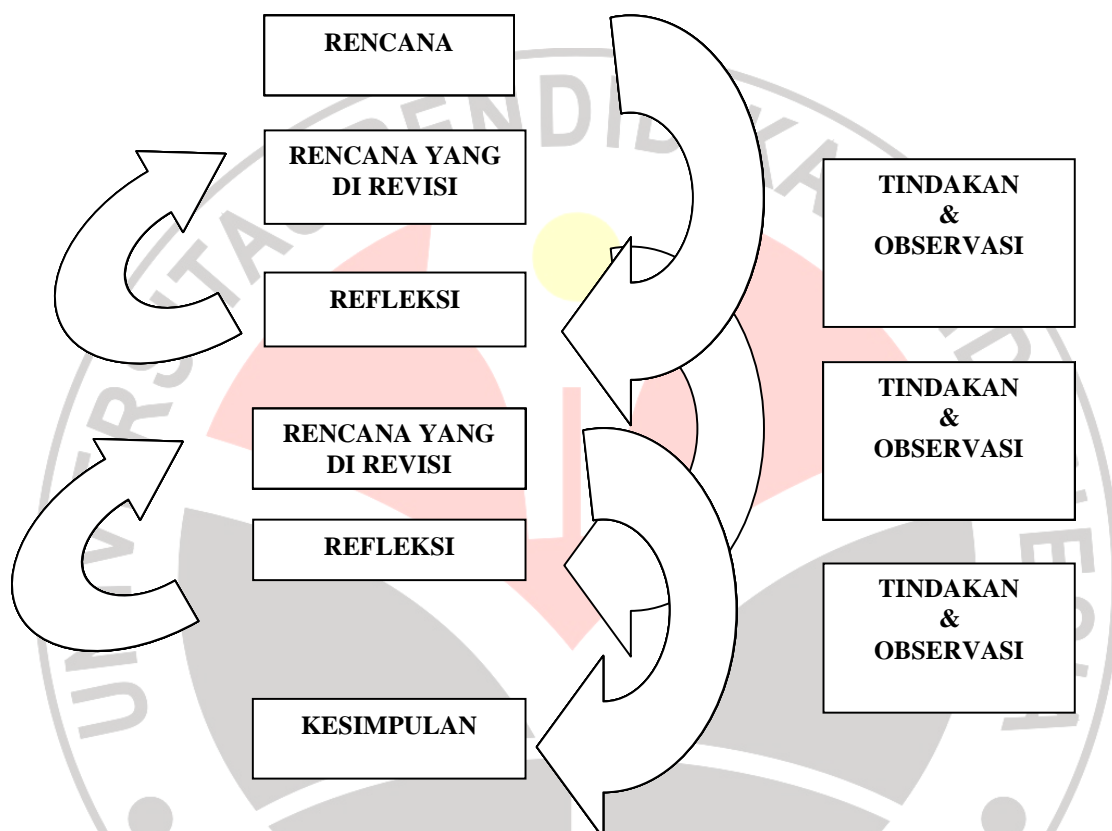 RENCANA
RENCANA YANG
DI REVISI
REFLEKSI
RENCANA YANG
DI REVISI
REFLEKSI
KESIMPULAN
TINDAKAN
&
OBSERVASI
TINDAKAN
&
OBSERVASI
TINDAKAN
&
OBSERVASI